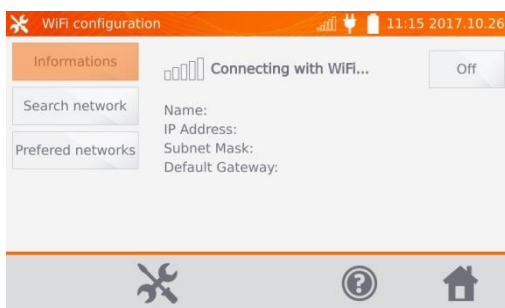 WiFi configuration
11:15 2017.10.26
Informations
Connecting with WiFi...
Off
Search network
Prefered networks
Name:
IP Address:
Subnet Mask:
Default Gateway:
?